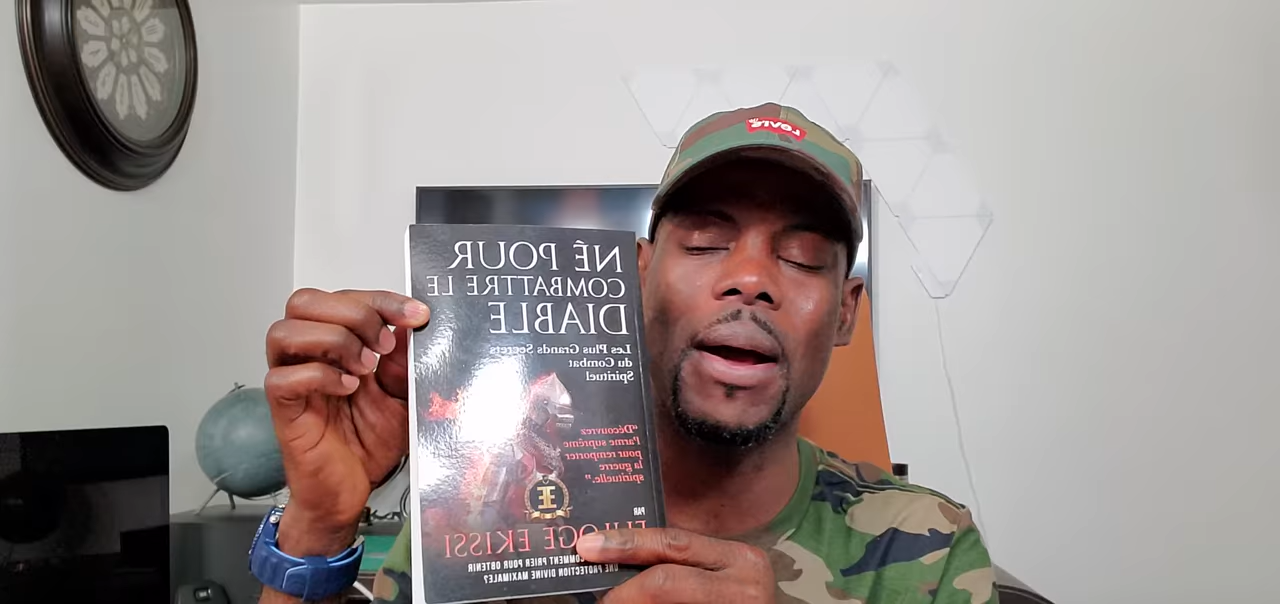 Levi's
NÉ POUR
COMBATTRE LE
DIABLE
Les Plus Grands Secrets
du Combat
Spirituel
“Découvrez
l'arme suprême
pour remporter
la guerre
spirituelle.”
PAR
EULOGE EKISSI
COMMENT PRIER POUR OBTENIR
UNE PROTECTION DIVINE MAXIMALE?